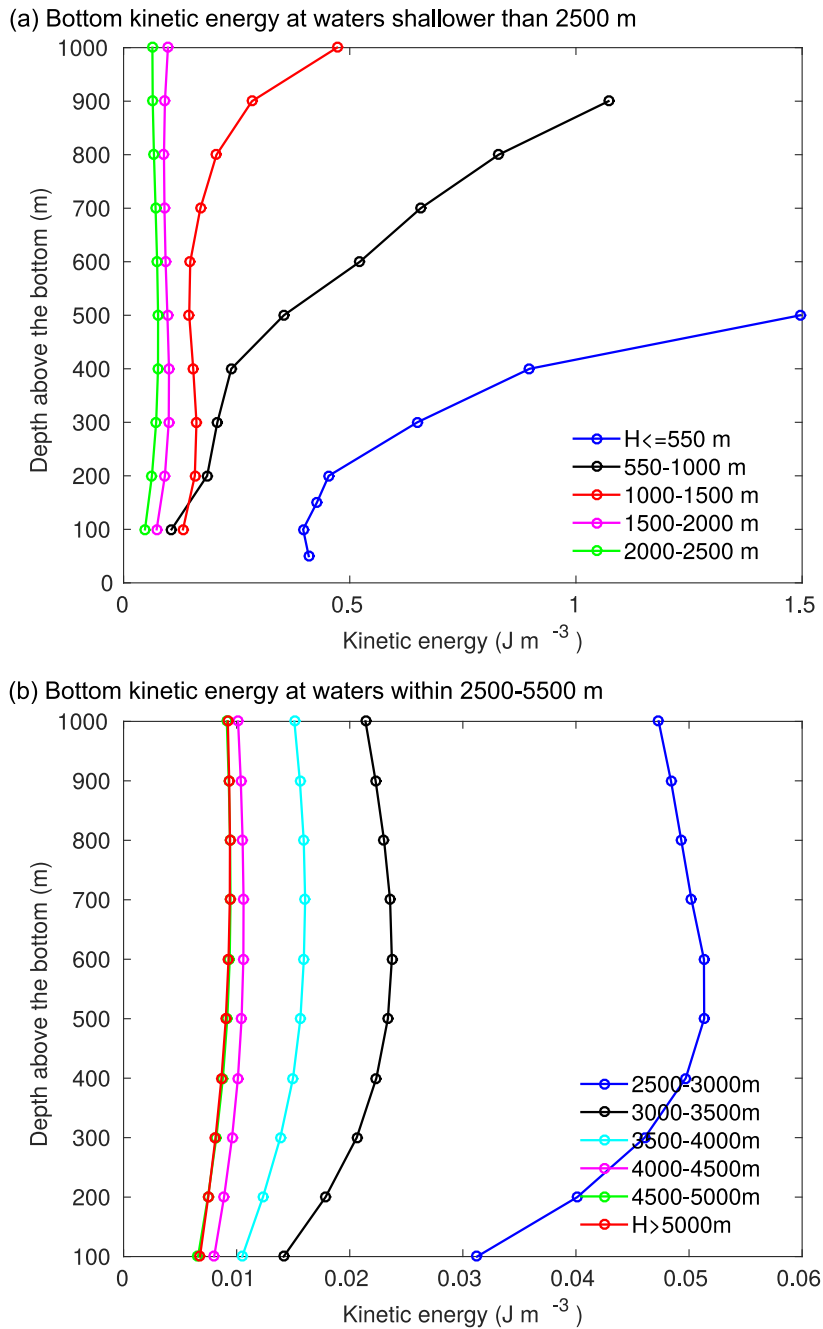 (a) Bottom kinetic energy at waters shallower than 2500 m
1000
900
800
700
600
500
400
300
200
100
0
Depth above the bottom (m)
H<=550 m
550-1000 m
1000-1500 m
1500-2000 m
2000-2500 m
0 0.5 1 1.5
Kinetic energy (J m⁻³ )
(b) Bottom kinetic energy at waters within 2500-5500 m
1000
900
800
700
600
500
400
300
200
100
Depth above the bottom (m)
2500-3000m
3000-3500m
3500-4000m
4000-4500m
4500-5000m
H>5000m
0 0.01 0.02 0.03 0.04 0.05 0.06
Kinetic energy (J m⁻³ )